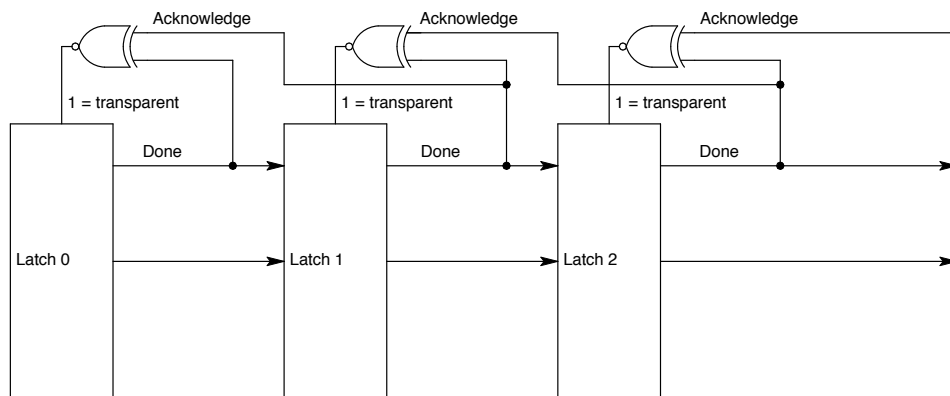 Acknowledge
Acknowledge
Acknowledge
1 = transparent
1 = transparent
1 = transparent
Done
Done
Done
Latch 0
Latch 1
Latch 2